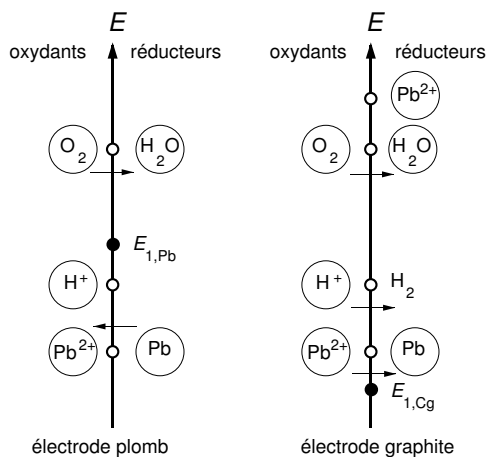 E
oxydants réducteurs
O₂ H₂O
E₁,Pb
H⁺
Pb²⁺ Pb
électrode plomb
E
oxydants réducteurs
Pb²⁺
O₂ H₂O
H⁺ H₂
Pb²⁺ Pb
E₁,Cg
électrode graphite